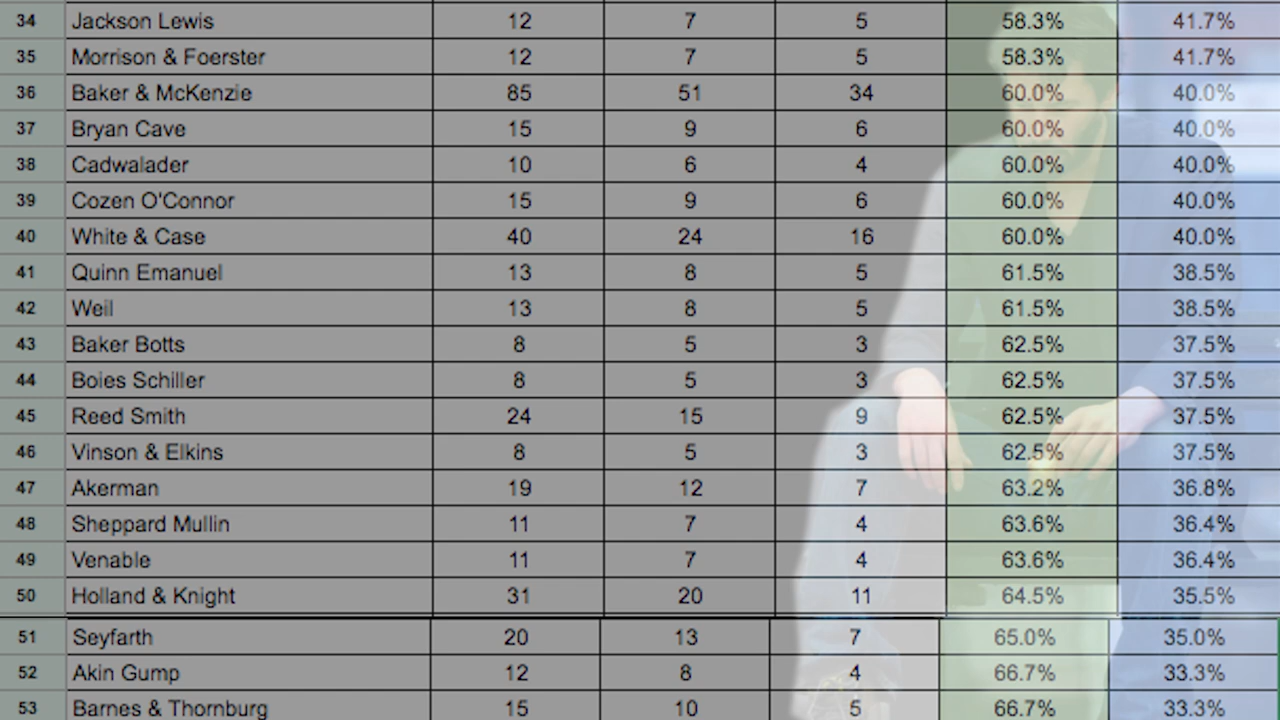 34 Jackson Lewis 12 7 5 58.3% 41.7%
35 Morrison & Foerster 12 7 5 58.3% 41.7%
36 Baker & McKenzie 85 51 34 60.0% 40.0%
37 Bryan Cave 15 9 6 60.0% 40.0%
38 Cadwalader 10 6 4 60.0% 40.0%
39 Cozen O'Connor 15 9 6 60.0% 40.0%
40 White & Case 40 24 16 60.0% 40.0%
41 Quinn Emanuel 13 8 5 61.5% 38.5%
42 Weil 13 8 5 61.5% 38.5%
43 Baker Botts 8 5 3 62.5% 37.5%
44 Boies Schiller 8 5 3 62.5% 37.5%
45 Reed Smith 24 15 9 62.5% 37.5%
46 Vinson & Elkins 8 5 3 62.5% 37.5%
47 Akerman 19 12 7 63.2% 36.8%
48 Sheppard Mullin 11 7 4 63.6% 36.4%
49 Venable 11 7 4 63.6% 36.4%
50 Holland & Knight 31 20 11 64.5% 35.5%
51 Seyfarth 20 13 7 65.0% 35.0%
52 Akin Gump 12 8 4 66.7% 33.3%
53 Barnes & Thornburg 15 10 5 66.7% 33.3%